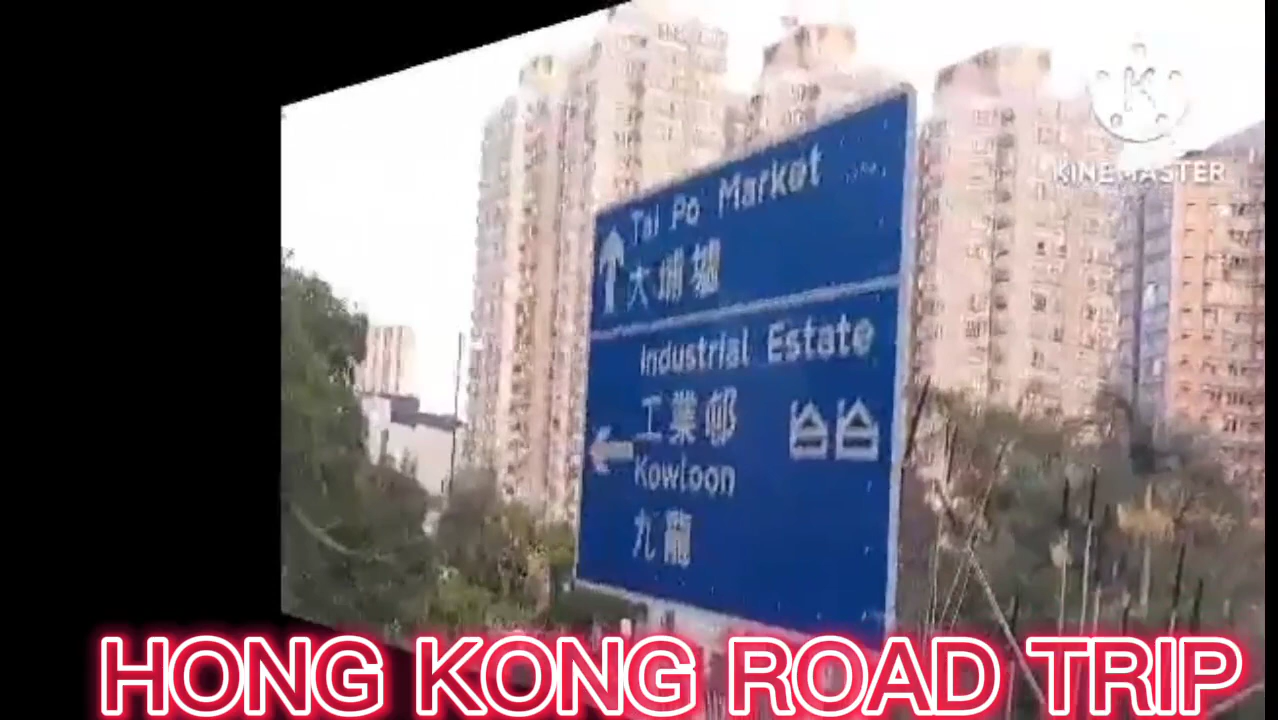 KINEMASTER
Tai Po Market
大埔墟
Industrial Estate
工業邨
Kowloon
九龍
HONG KONG ROAD TRIP